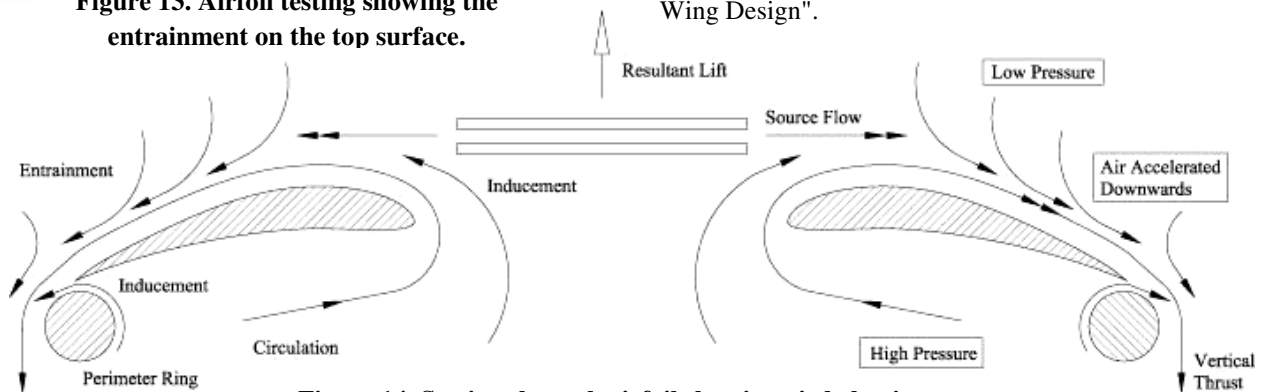 Figure 15. Airfoil testing showing the
entrainment on the top surface.
Wing Design".
Resultant Lift
Low Pressure
Source Flow
Entrainment
Inducement
Air Accelerated
Downwards
Inducement
Circulation
High Pressure
Perimeter Ring
Vertical
Thrust